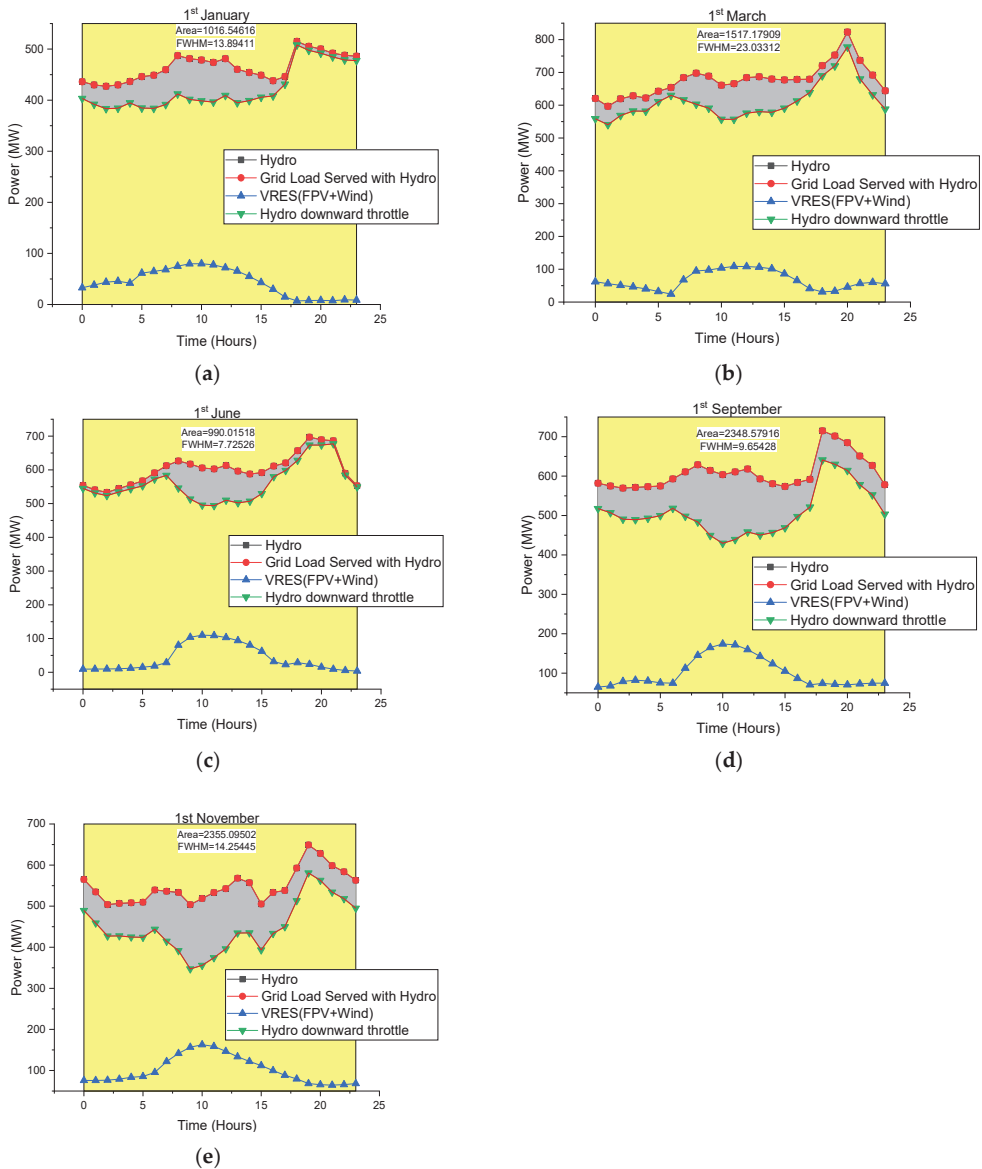 1st January
Area=1016.54616
FWHM=13.89411
Power (MW)
500
400
300
200
100
0
Hydro
Grid Load Served with Hydro
VRES(FPV+Wind)
Hydro downward throttle
0 5 10 15 20 25
Time (Hours)
(a)
1st March
Area=1517.17909
FWHM=23.03312
Power (MW)
800
700
600
500
400
300
200
100
0
Hydro
Grid Load Served with Hydro
VRES(FPV+Wind)
Hydro downward throttle
0 5 10 15 20 25
Time (Hours)
(b)
1st June
Area=990.01518
FWHM=7.72526
Power (MW)
700
600
500
400
300
200
100
0
Hydro
Grid Load Served with Hydro
VRES(FPV+Wind)
Hydro downward throttle
0 5 10 15 20 25
Time (Hours)
(c)
1st September
Area=2348.57916
FWHM=9.65428
Power (MW)
700
600
500
400
300
200
100
Hydro
Grid Load Served with Hydro
VRES(FPV+Wind)
Hydro downward throttle
0 5 10 15 20 25
Time (Hours)
(d)
1st November
Area=2355.09502
FWHM=14.25445
Power (MW)
700
600
500
400
300
200
100
Hydro
Grid Load Served with Hydro
VRES(FPV+Wind)
Hydro downward throttle
0 5 10 15 20 25
Time (Hours)
(e)